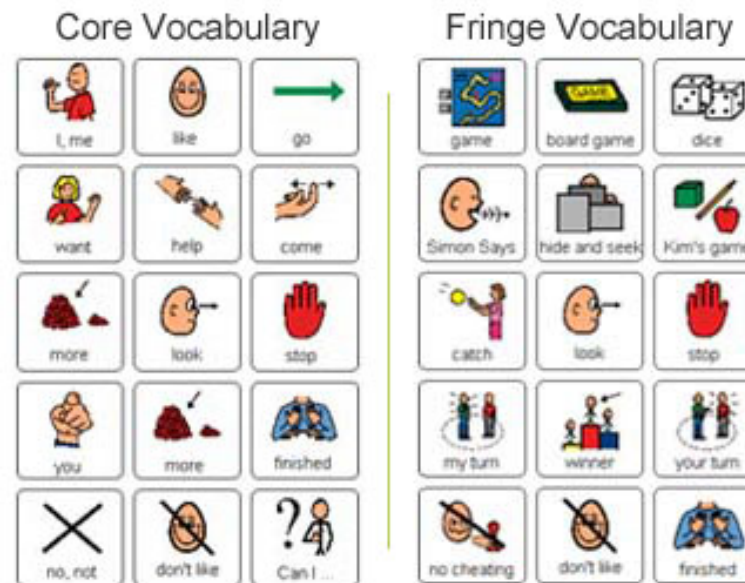 Core Vocabulary
Fringe Vocabulary
I, me
like
go
game
board game
dice
want
help
come
Simon Says
hide and seek
Kim's game
more
look
stop
catch
look
stop
you
more
finished
my turn
winner
your turn
no, not
don't like
Can I ...
no cheating
don't like
finished
GAME